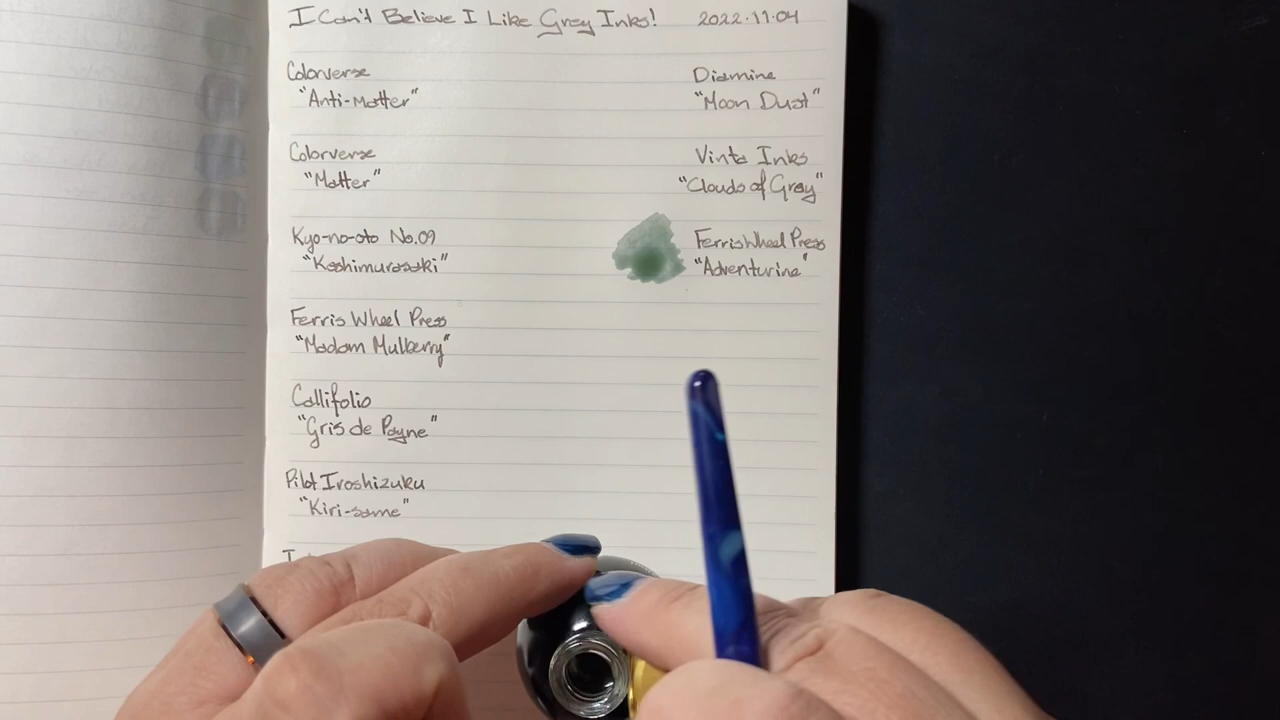 I Can't Believe I Like Grey Inks! 2022.11.04
Colorverse
"Anti-Matter"
Colorverse
"Matter"
Kyo-no-oto No.09
"Koshimurasaki"
Ferris Wheel Press
"Madam Mulberry"
Callifolio
"Gris de Payne"
Pilot Iroshizuku
"Kiri-same"
Diamine
"Moon Dust"
Vinta Inks
"Clouds of Gray"
Ferris Wheel Press
"Adventurine"